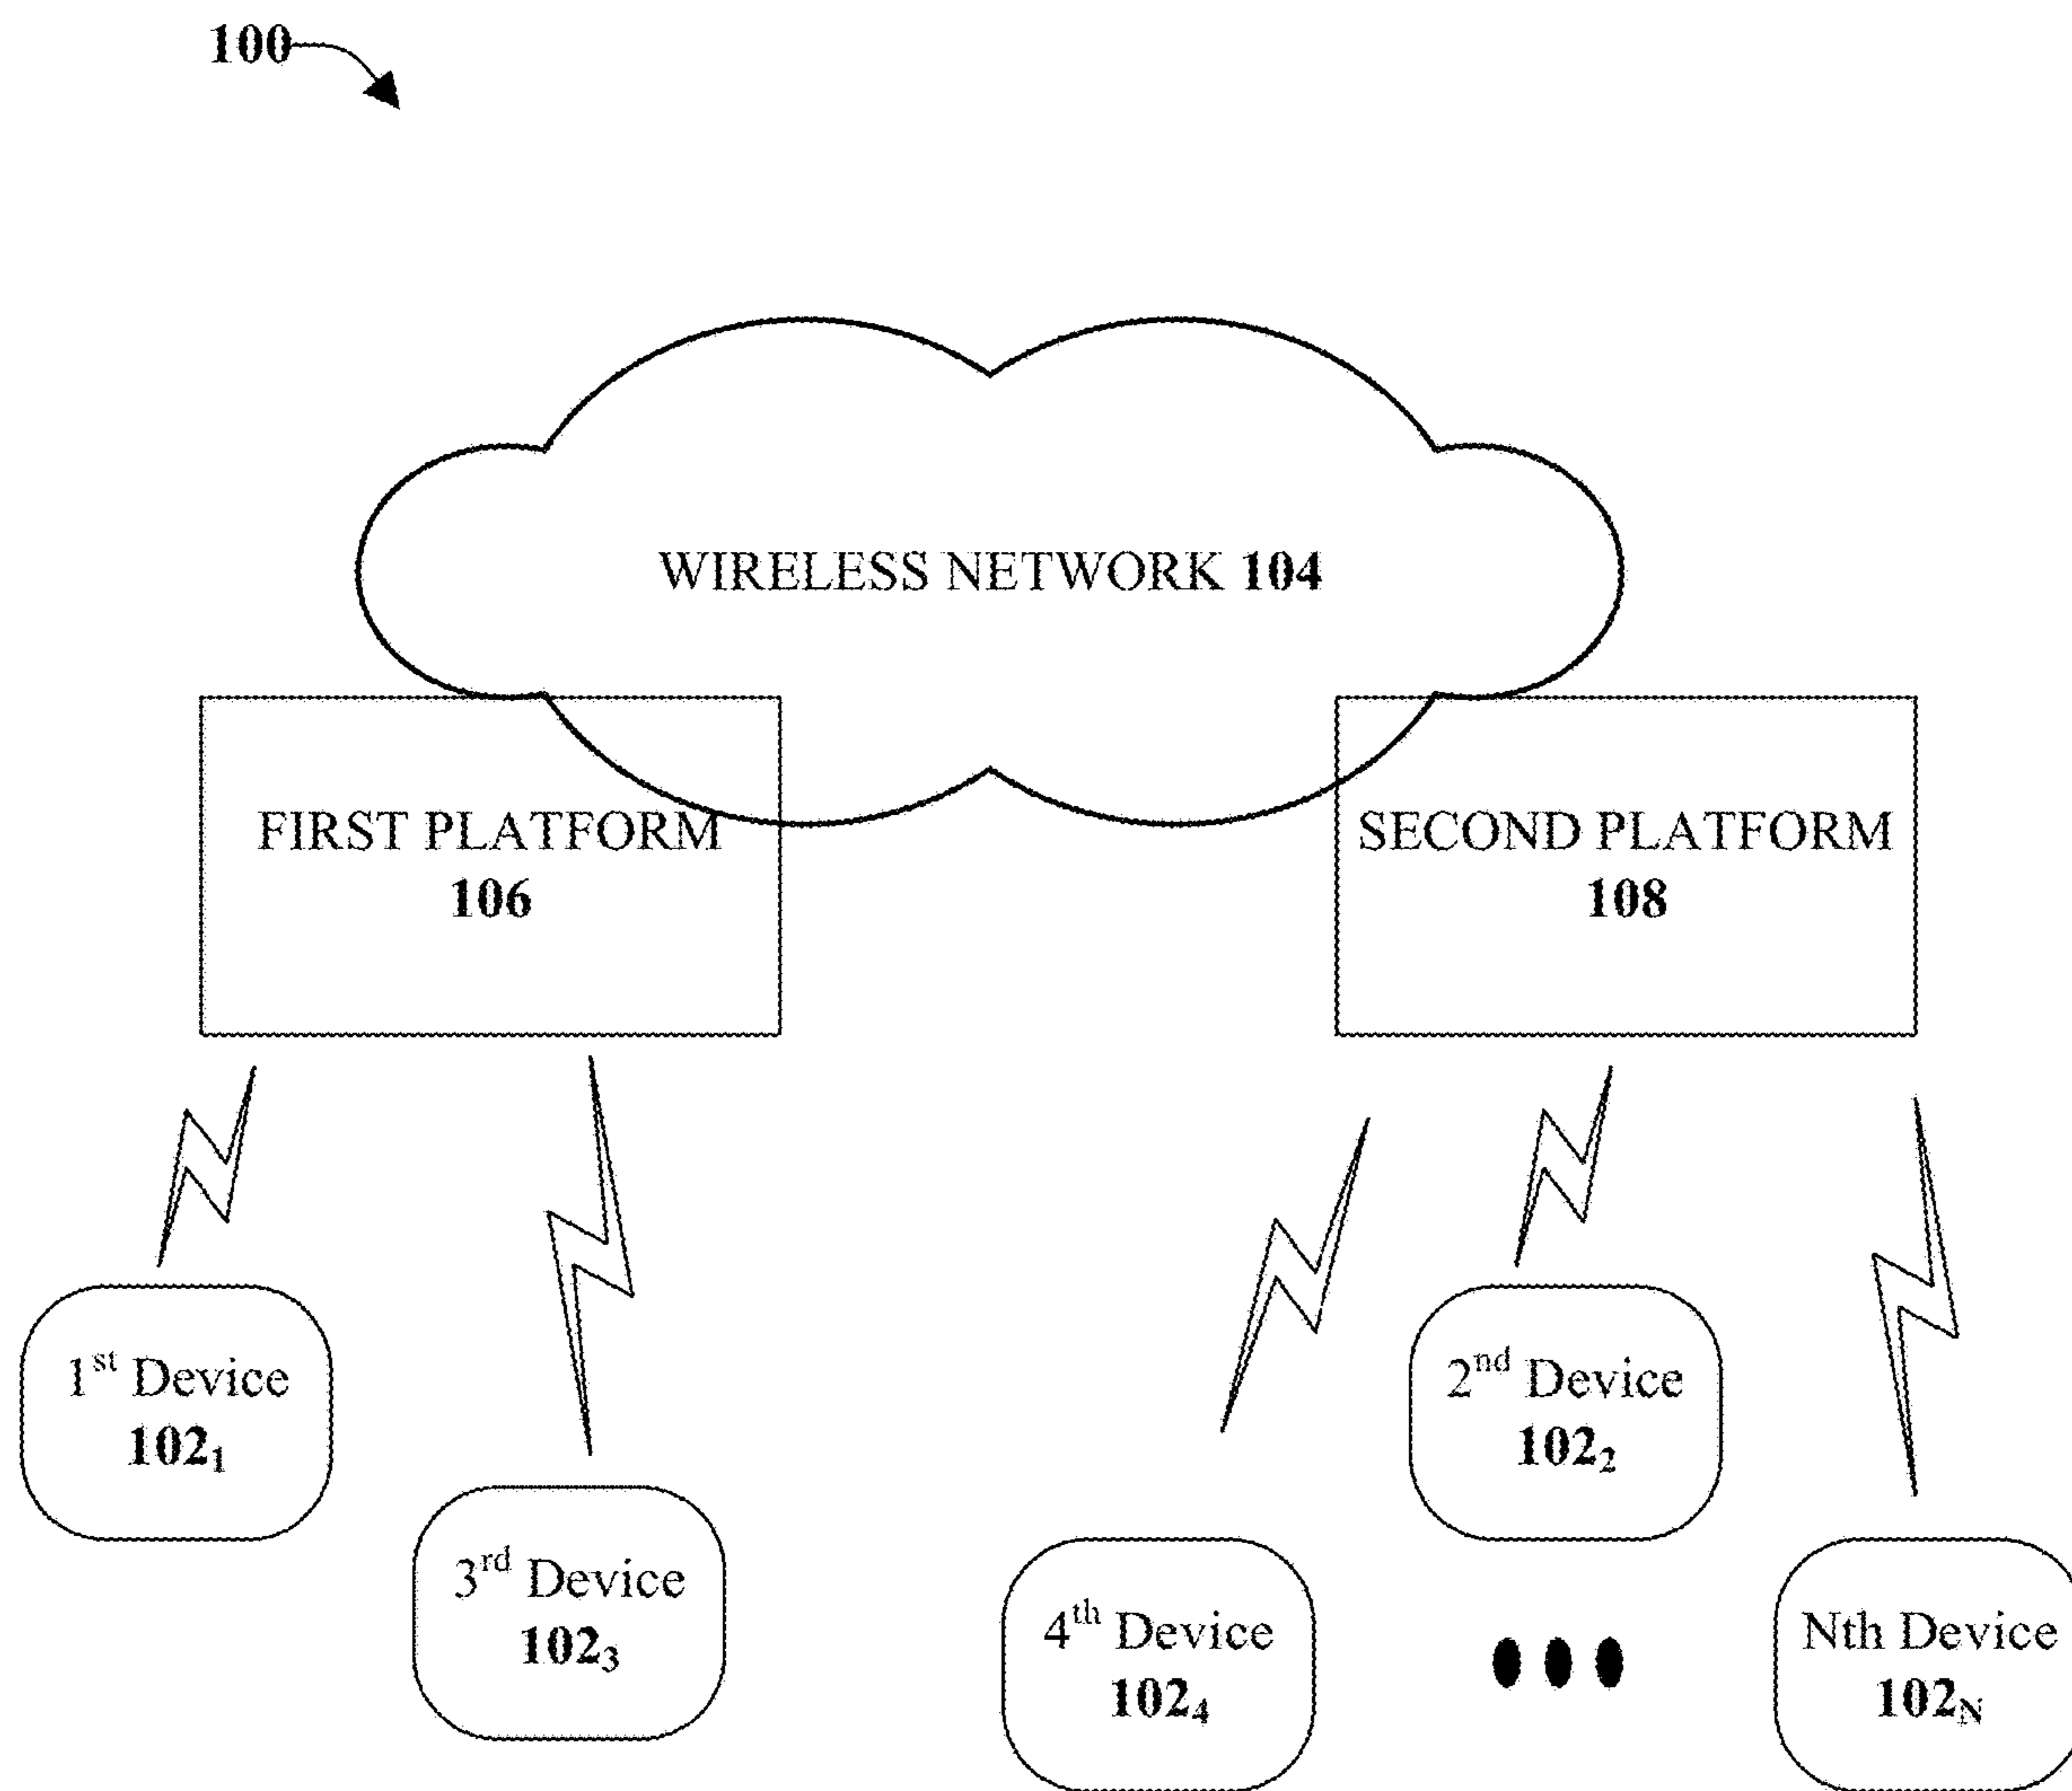 100
WIRELESS NETWORK 104
FIRST PLATFORM
106
SECOND PLATFORM
108
1st Device
102₁
2nd Device
102₂
3rd Device
102₃
4th Device
102₄
Nth Device
102N